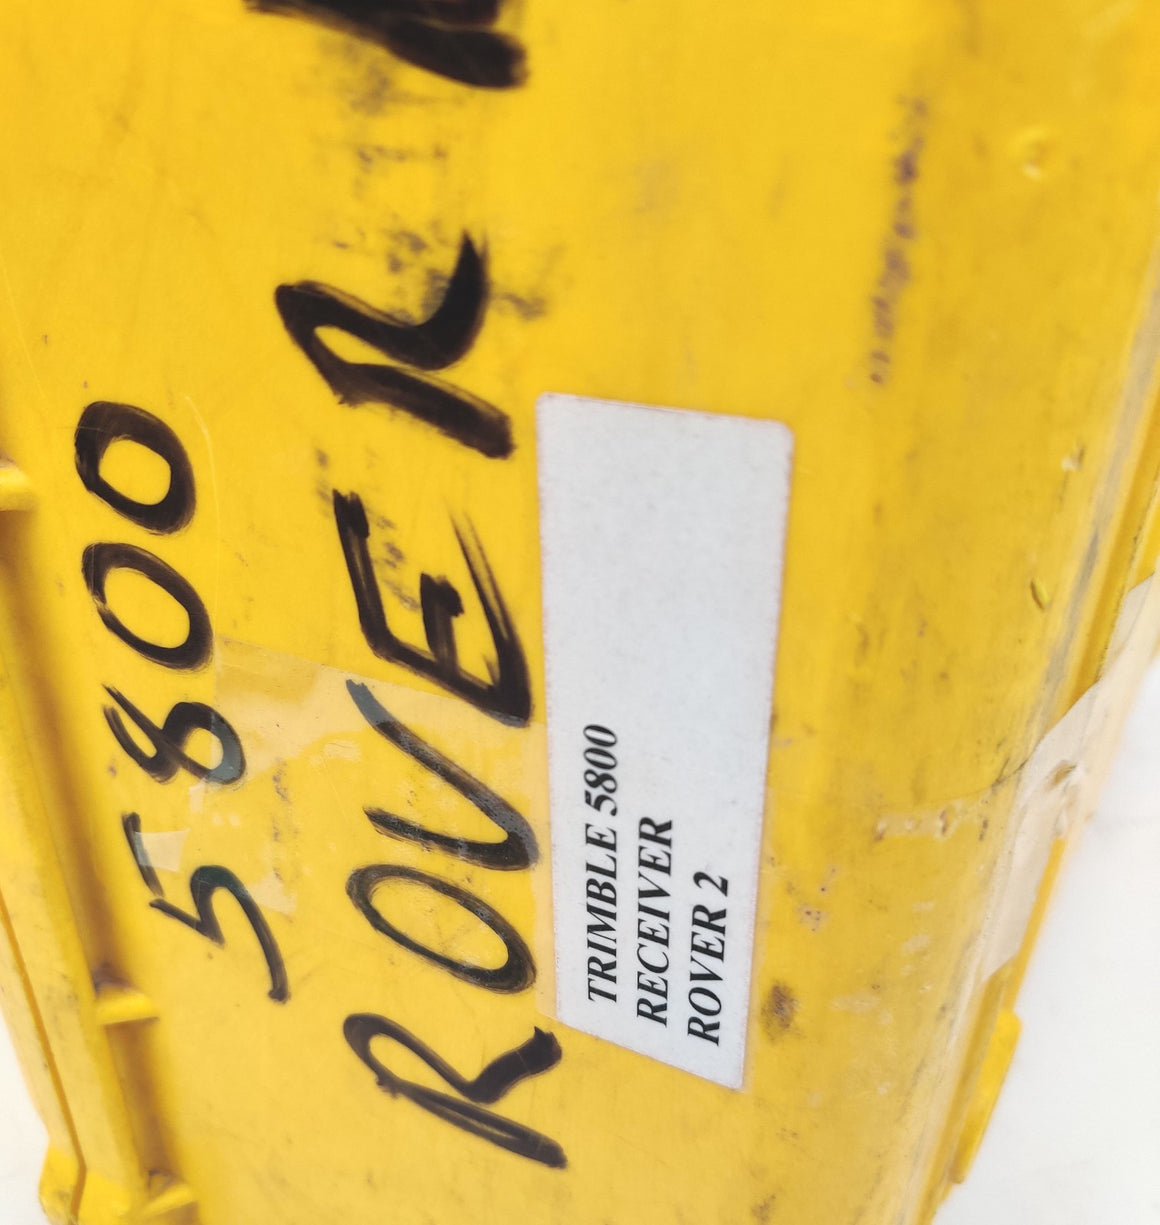 5800
ROVER
TRIMBLE 5800
RECEIVER
ROVER 2